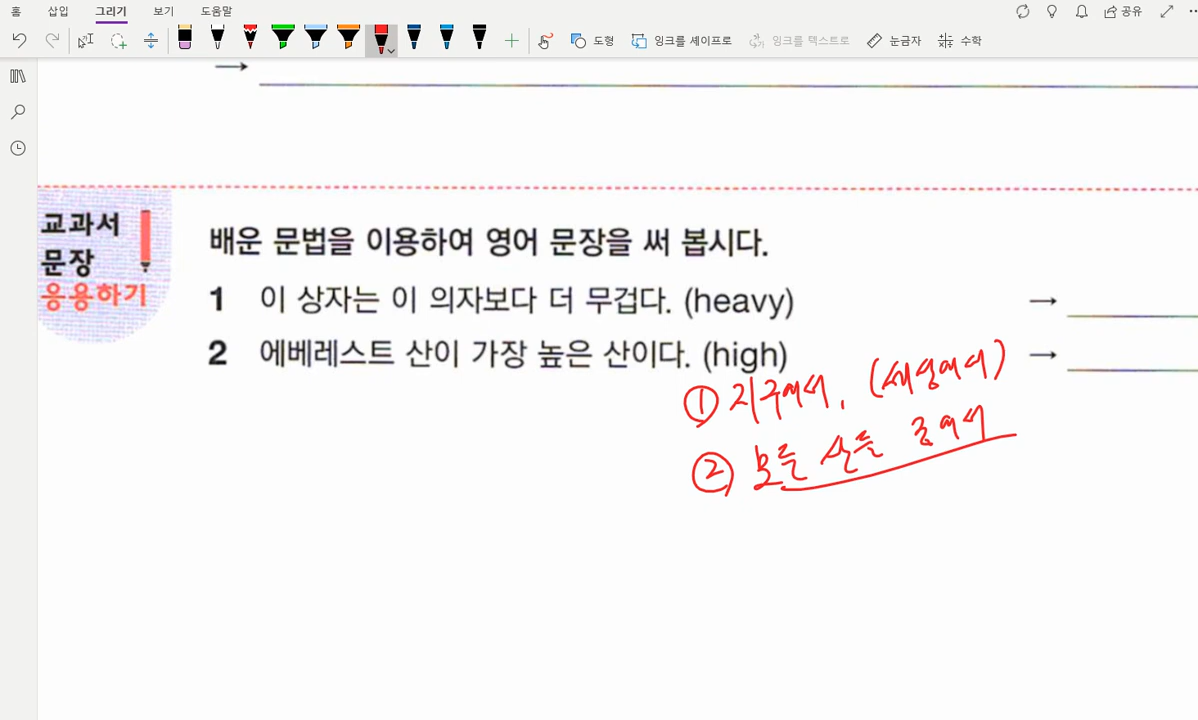 홈 삽입 그리기 보기 도움말 공유
도형 잉크를 셰이프로 잉크를 텍스트로 눈금자 수학
→
교과서
문장
응용하기
배운 문법을 이용하여 영어 문장을 써 봅시다.
1 이 상자는 이 의자보다 더 무겁다. (heavy) →
2 에베레스트 산이 가장 높은 산이다. (high) →
① 지구에서, (세상에서)
② 모든 산들 중에서